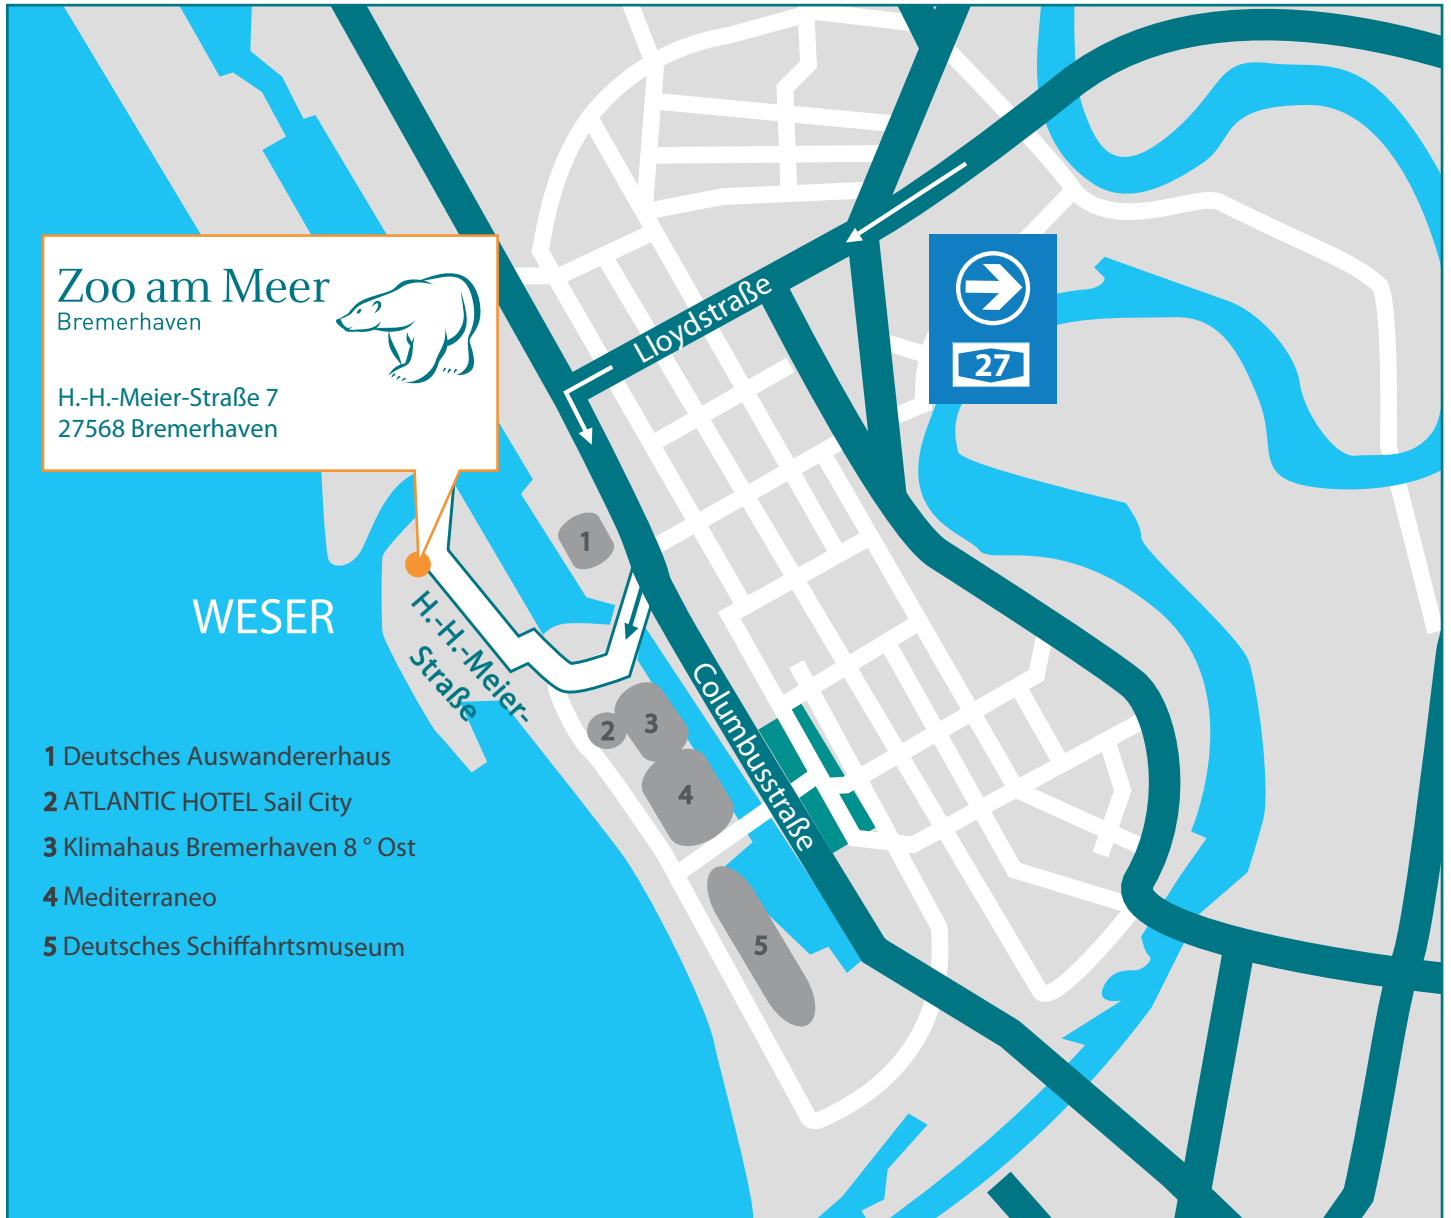 Zoo am Meer
Bremerhaven
H.-H.-Meier-Straße 7
27568 Bremerhaven
Lloydstraße
27
1
WESER
H.-H.-Meier-
Straße
Columbusstraße
2
3
4
5
1 Deutsches Auswandererhaus
2 ATLANTIC HOTEL Sail City
3 Klimahaus Bremerhaven 8 ° Ost
4 Mediterraneo
5 Deutsches Schiffahrtsmuseum